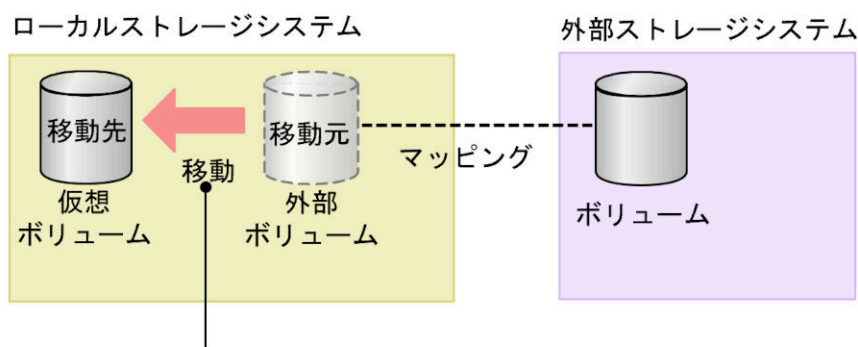 ローカルストレージシステム
外部ストレージシステム
移動先
移動元
マッピング
移動
仮想
ボリューム
外部
ボリューム
ボリューム